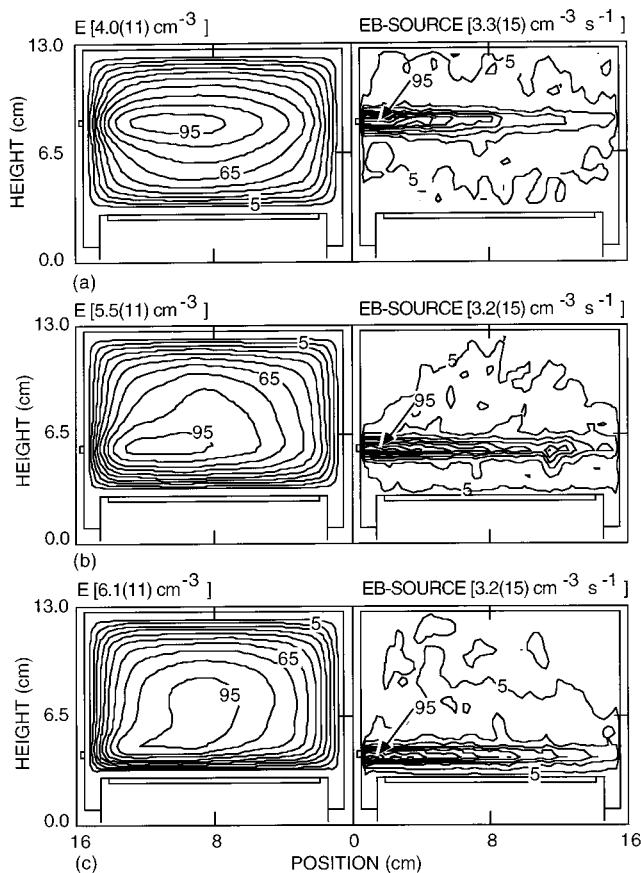 E [4.0(11) cm⁻³ ] EB-SOURCE [3.3(15) cm⁻³ s⁻¹ ]
13.0
5
95
95
HEIGHT (cm)
6.5
65
5
5
0.0
(a)
E [5.5(11) cm⁻³ ] EB-SOURCE [3.2(15) cm⁻³ s⁻¹ ]
13.0
5
5
65
95
HEIGHT (cm)
6.5
95
5
0.0
(b)
E [6.1(11) cm⁻³ ] EB-SOURCE [3.2(15) cm⁻³ s⁻¹ ]
13.0
5
65
95
5
95
HEIGHT (cm)
6.5
5
0.0
16 8 0 8 16
(c) POSITION (cm)